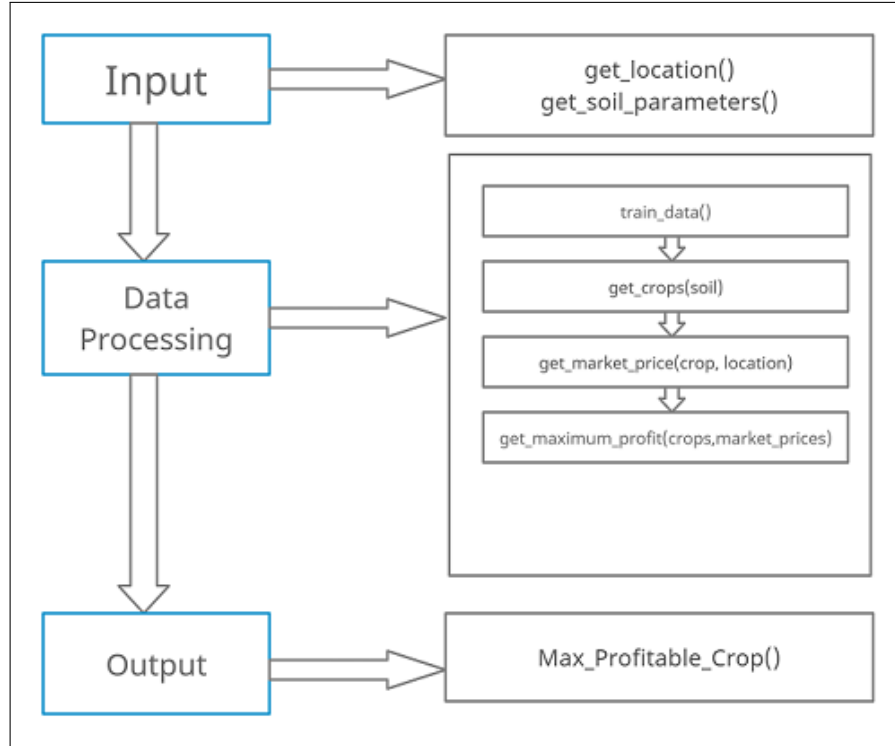 Input
get_location()
get_soil_parameters()
train_data()
get_crops(soil)
get_market_price(crop, location)
get_maximum_profit(crops,market_prices)
Data
Processing
Output
Max_Profitable_Crop()